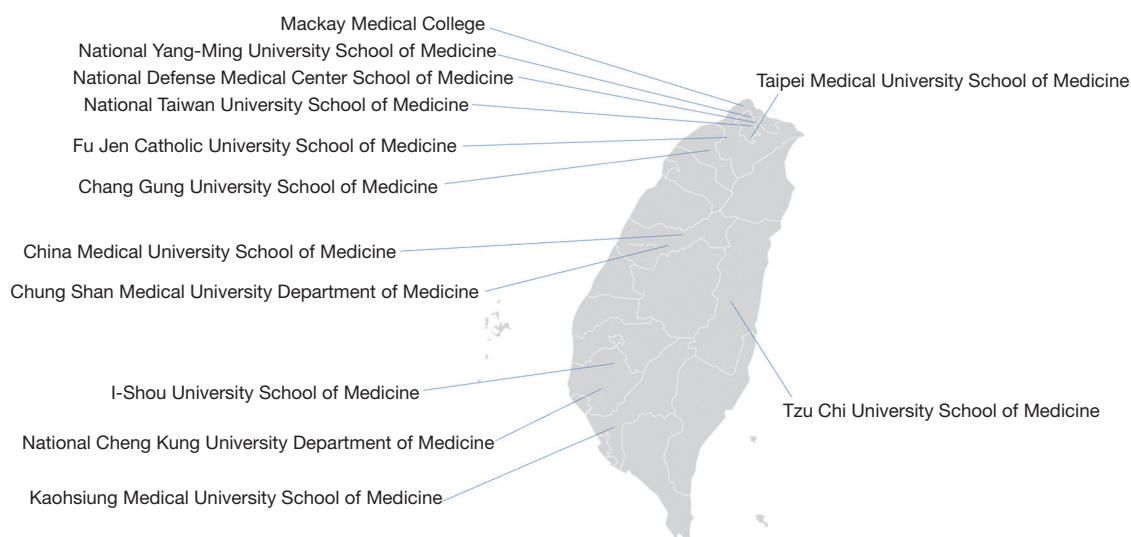 Mackay Medical College
National Yang-Ming University School of Medicine
National Defense Medical Center School of Medicine
Taipei Medical University School of Medicine
National Taiwan University School of Medicine
Fu Jen Catholic University School of Medicine
Chang Gung University School of Medicine
China Medical University School of Medicine
Chung Shan Medical University Department of Medicine
I-Shou University School of Medicine
Tzu Chi University School of Medicine
National Cheng Kung University Department of Medicine
Kaohsiung Medical University School of Medicine